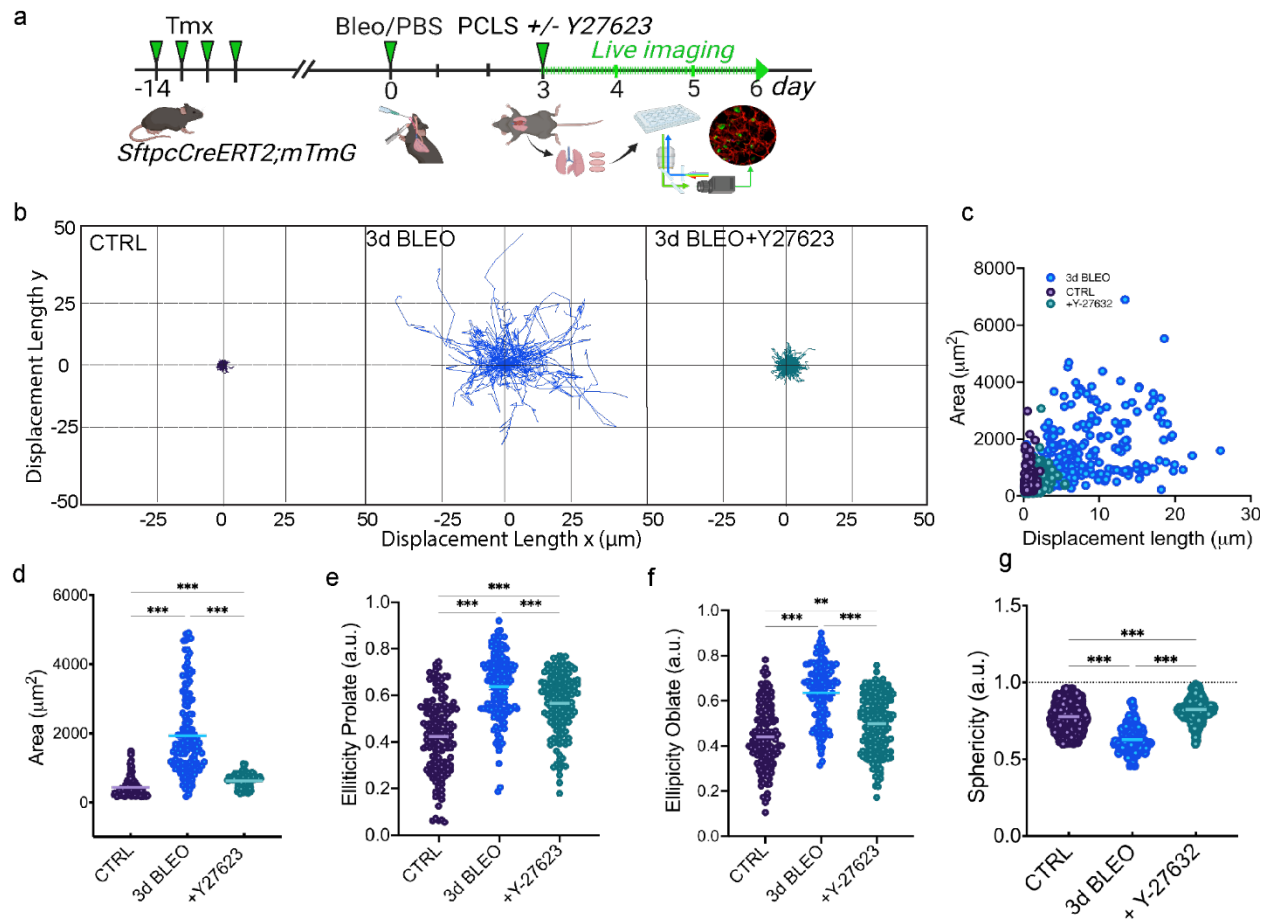 a
Tmx
Bleo/PBS
PCLS +/- Y27623
Live imaging
-14
0
3
4
5
6
day
SftpcCreERT2;mTmG
b
CTRL
3d BLEO
3d BLEO+Y27623
Displacement Length y
50
25
0
-25
-50
-25
0
25
-25
0
25
-25
0
25
50
Displacement Length x (μm)
c
Area (μm2)
8000
6000
4000
2000
0
3d BLEO
CTRL
+Y-27632
0
10
20
30
Displacement length (μm)
d
Area (μm2)
6000
4000
2000
0
***
***
***
CTRL
3d BLEO
+Y27623
e
Elliticity Prolate (a.u.)
1.0
0.8
0.6
0.4
0.2
0.0
***
***
***
CTRL
3d BLEO
+Y-27623
f
Ellipicity Oblate (a.u.)
1.0
0.8
0.6
0.4
0.2
0.0
**
***
***
CTRL
3d BLEO
+Y-27623
g
Sphericity (a.u.)
1.5
1.0
0.5
0.0
***
***
***
CTRL
3d BLEO
+ Y-27632